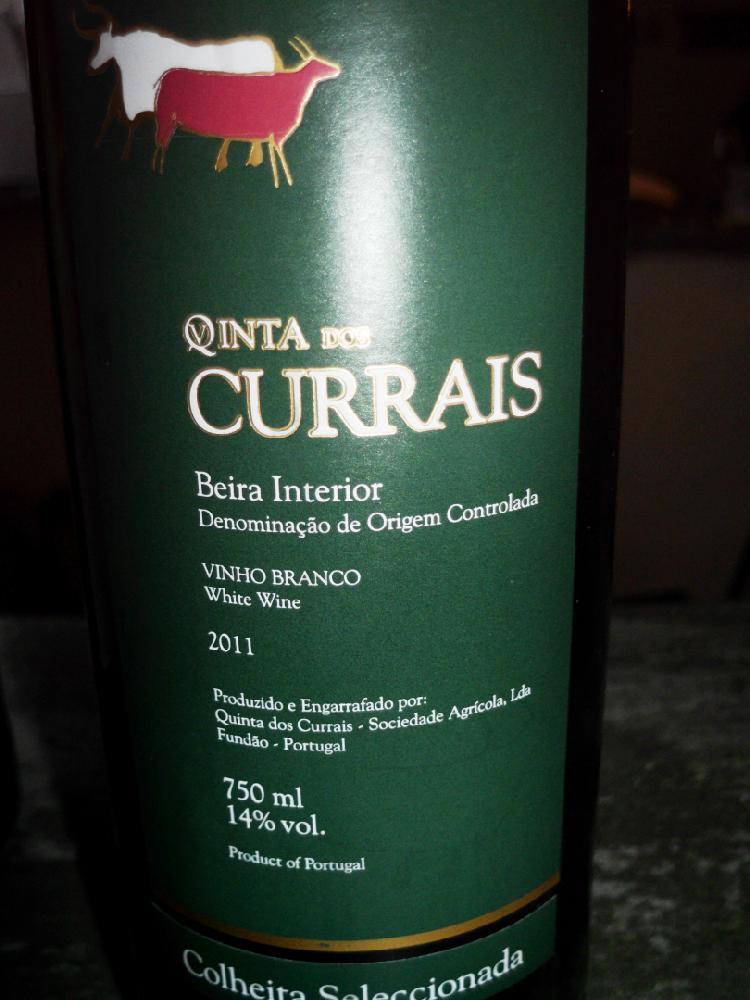 QVINTA DOS
CURRAIS
Beira Interior
Denominação de Origem Controlada
VINHO BRANCO
White Wine
2011
Produzido e Engarrafado por:
Quinta dos Currais - Sociedade Agrícola, Lda
Fundão - Portugal
750 ml
14% vol.
Product of Portugal
Colheita Seleccionada